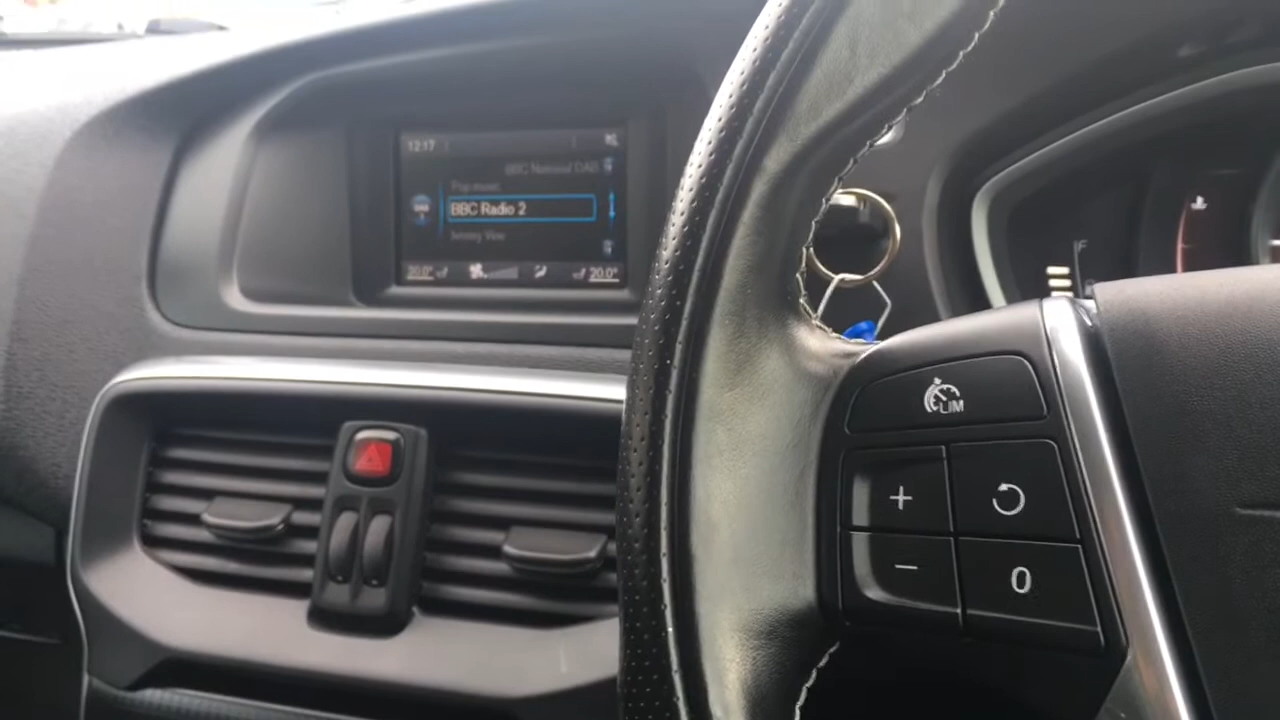 12:17
BBC National DAB
Pop music
BBC Radio 2
20.0°
20.0°
F
LIM
+
−
0